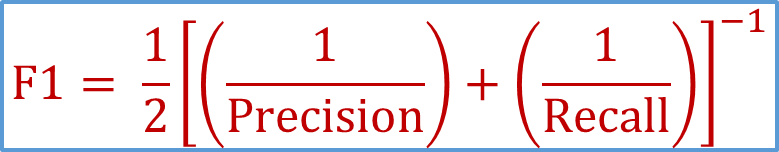 F1 = 1/2 [(1/Precision) + (1/Recall)]⁻¹